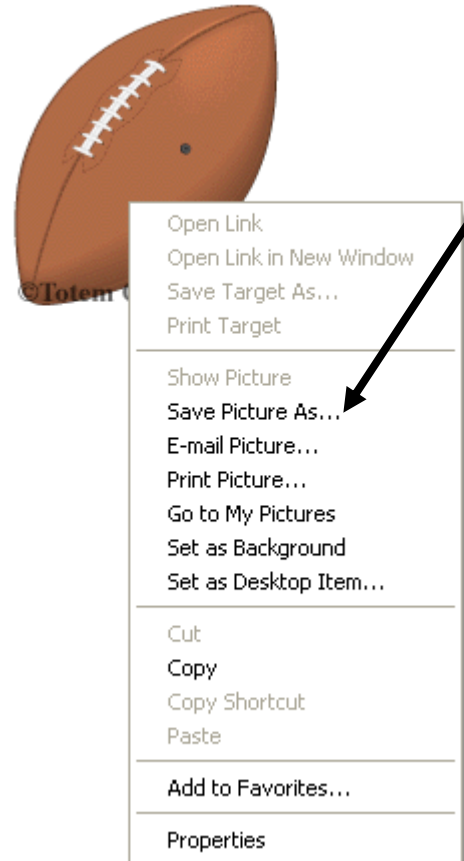 Open Link
Open Link in New Window
©Totem
Save Target As...
Print Target
Show Picture
Save Picture As...
E-mail Picture...
Print Picture...
Go to My Pictures
Set as Background
Set as Desktop Item...
Cut
Copy
Copy Shortcut
Paste
Add to Favorites...
Properties